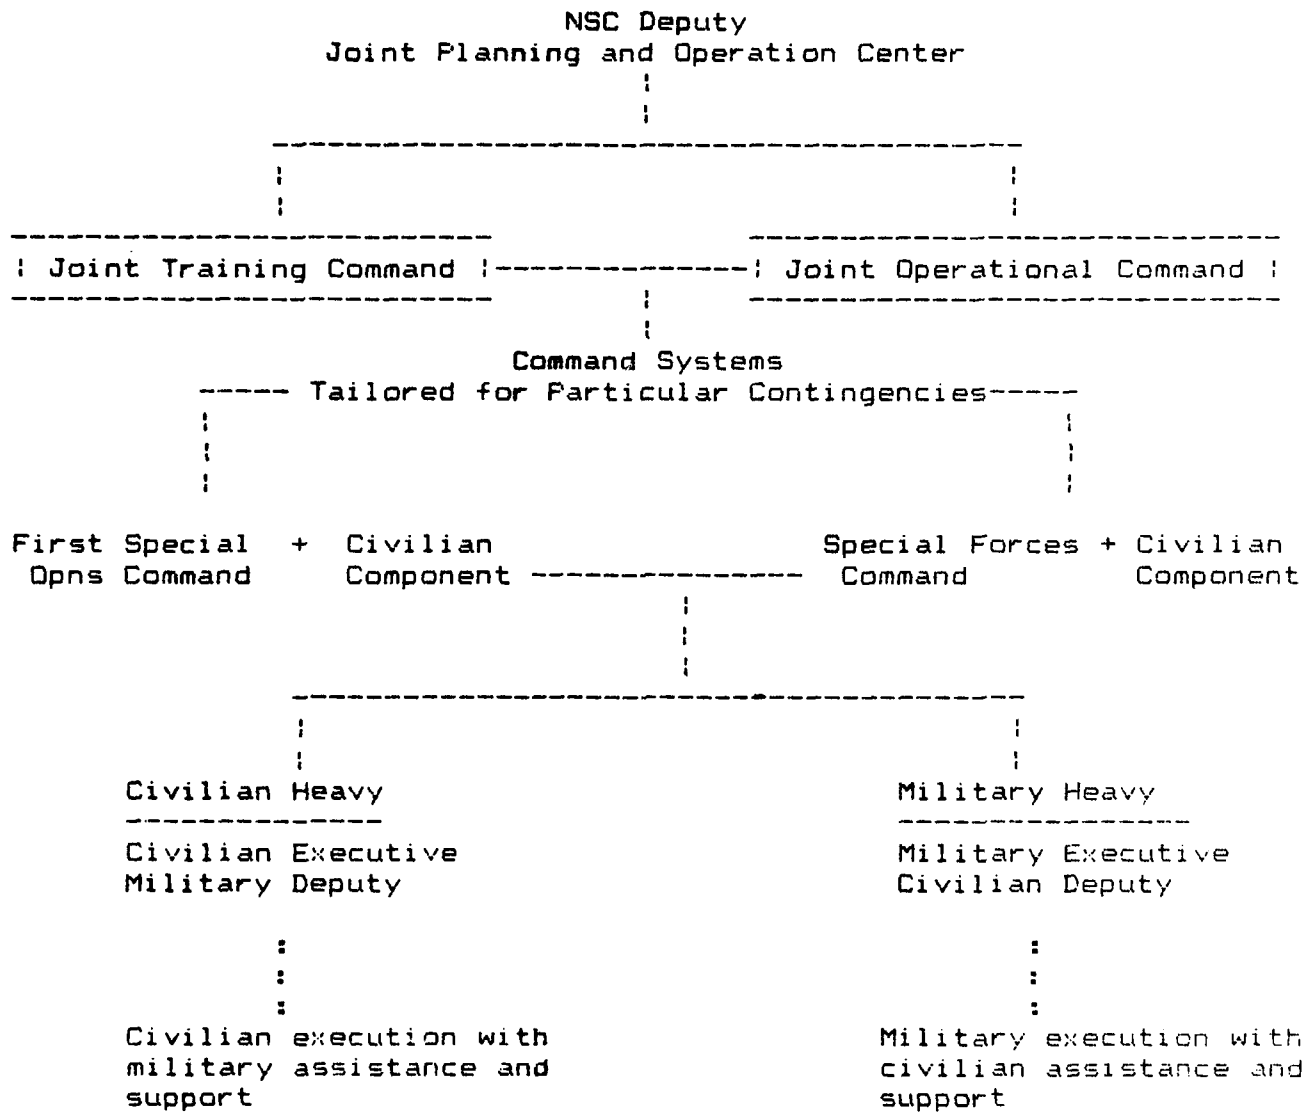 NSC Deputy
Joint Planning and Operation Center
Joint Training Command
Joint Operational Command
Command Systems
Tailored for Particular Contingencies
First Special + Civilian
Opns Command Component
Special Forces + Civilian
Command Component
Civilian Heavy
Civilian Executive
Military Deputy
Civilian execution with
military assistance and
support
Military Heavy
Military Executive
Civilian Deputy
Military execution with
civilian assistance and
support